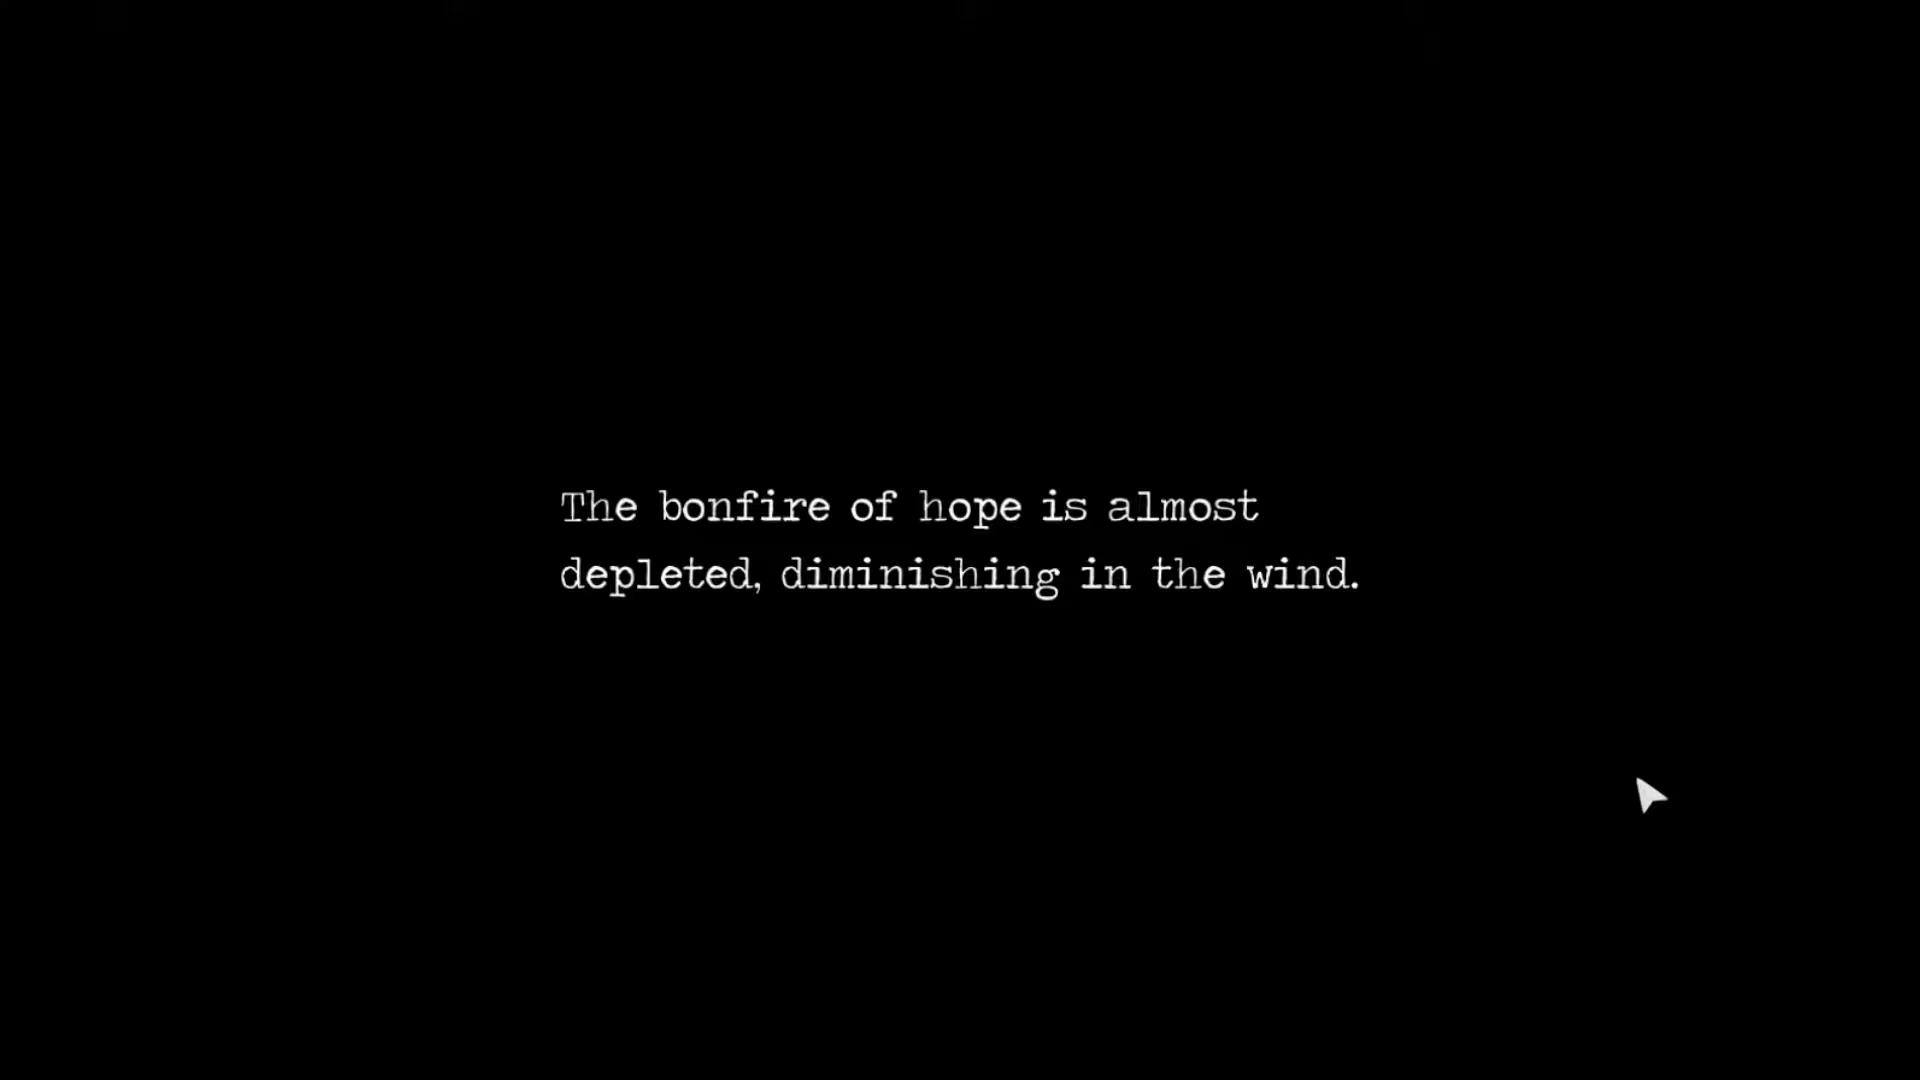 The bonfire of hope is almost
depleted, diminishing in the wind.